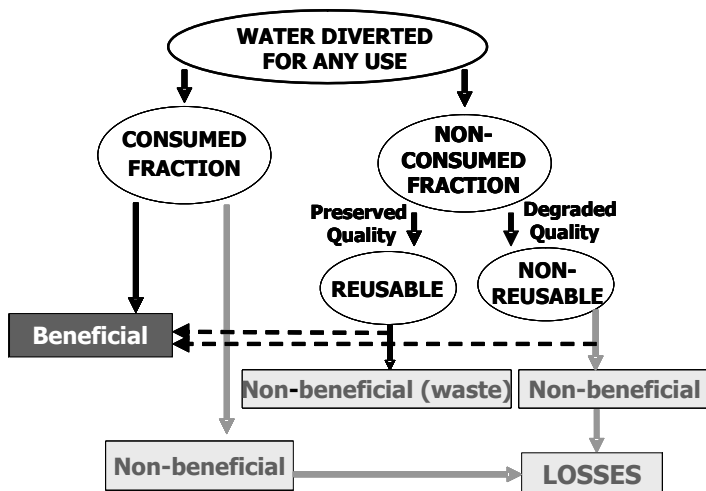 WATER DIVERTED
FOR ANY USE
CONSUMED
FRACTION
NON-
CONSUMED
FRACTION
Preserved
Quality
Degraded
Quality
REUSABLE
NON-
REUSABLE
Beneficial
Non-beneficial (waste)
Non-beneficial
Non-beneficial
LOSSES